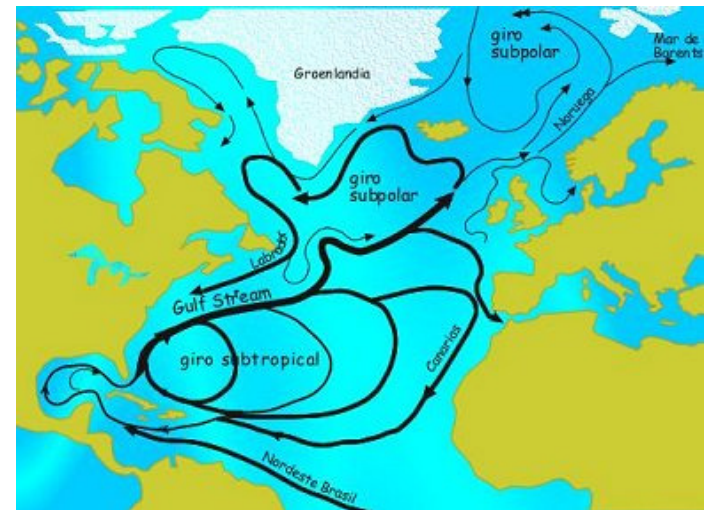 giro
subpolar
Mar de
Barents
Groenlandia
Noruega
giro
subpolar
Labrador
Gulf Stream
giro subtropical
Canarias
Nordeste Brasil